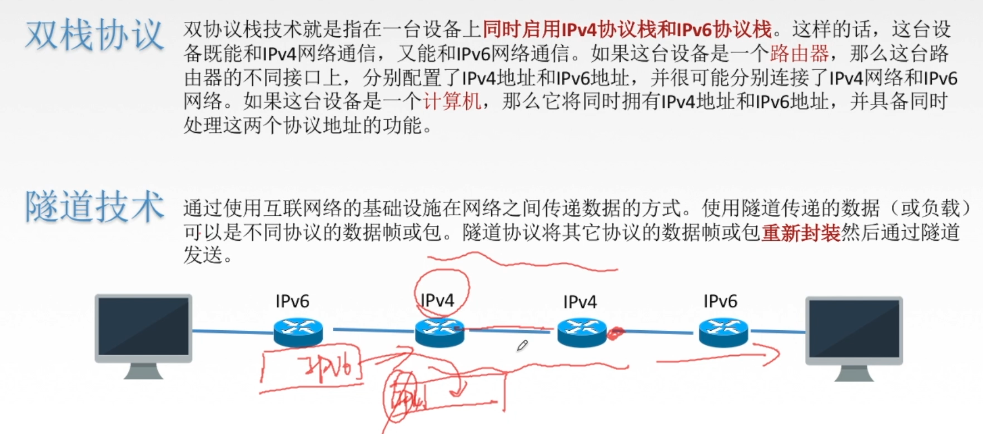 双栈协议
双协议栈技术就是指在一台设备上同时启用IPv4协议栈和IPv6协议栈。这样的话，这台设
备既能和IPv4网络通信，又能和IPv6网络通信。如果这台设备是一个路由器，那么这台路
由器的不同接口上，分别配置了IPv4地址和IPv6地址，并很可能分别连接了IPv4网络和IPv6
网络。如果这台设备是一个计算机，那么它将同时拥有IPv4地址和IPv6地址，并具备同时
处理这两个协议地址的功能。
隧道技术
通过使用互联网络的基础设施在网络之间传递数据的方式。使用隧道传递的数据（或负载）
可以是不同协议的数据帧或包。隧道协议将其它协议的数据帧或包重新封装然后通过隧道
发送。
IPv6 IPv4 IPv4 IPv6
IPV6